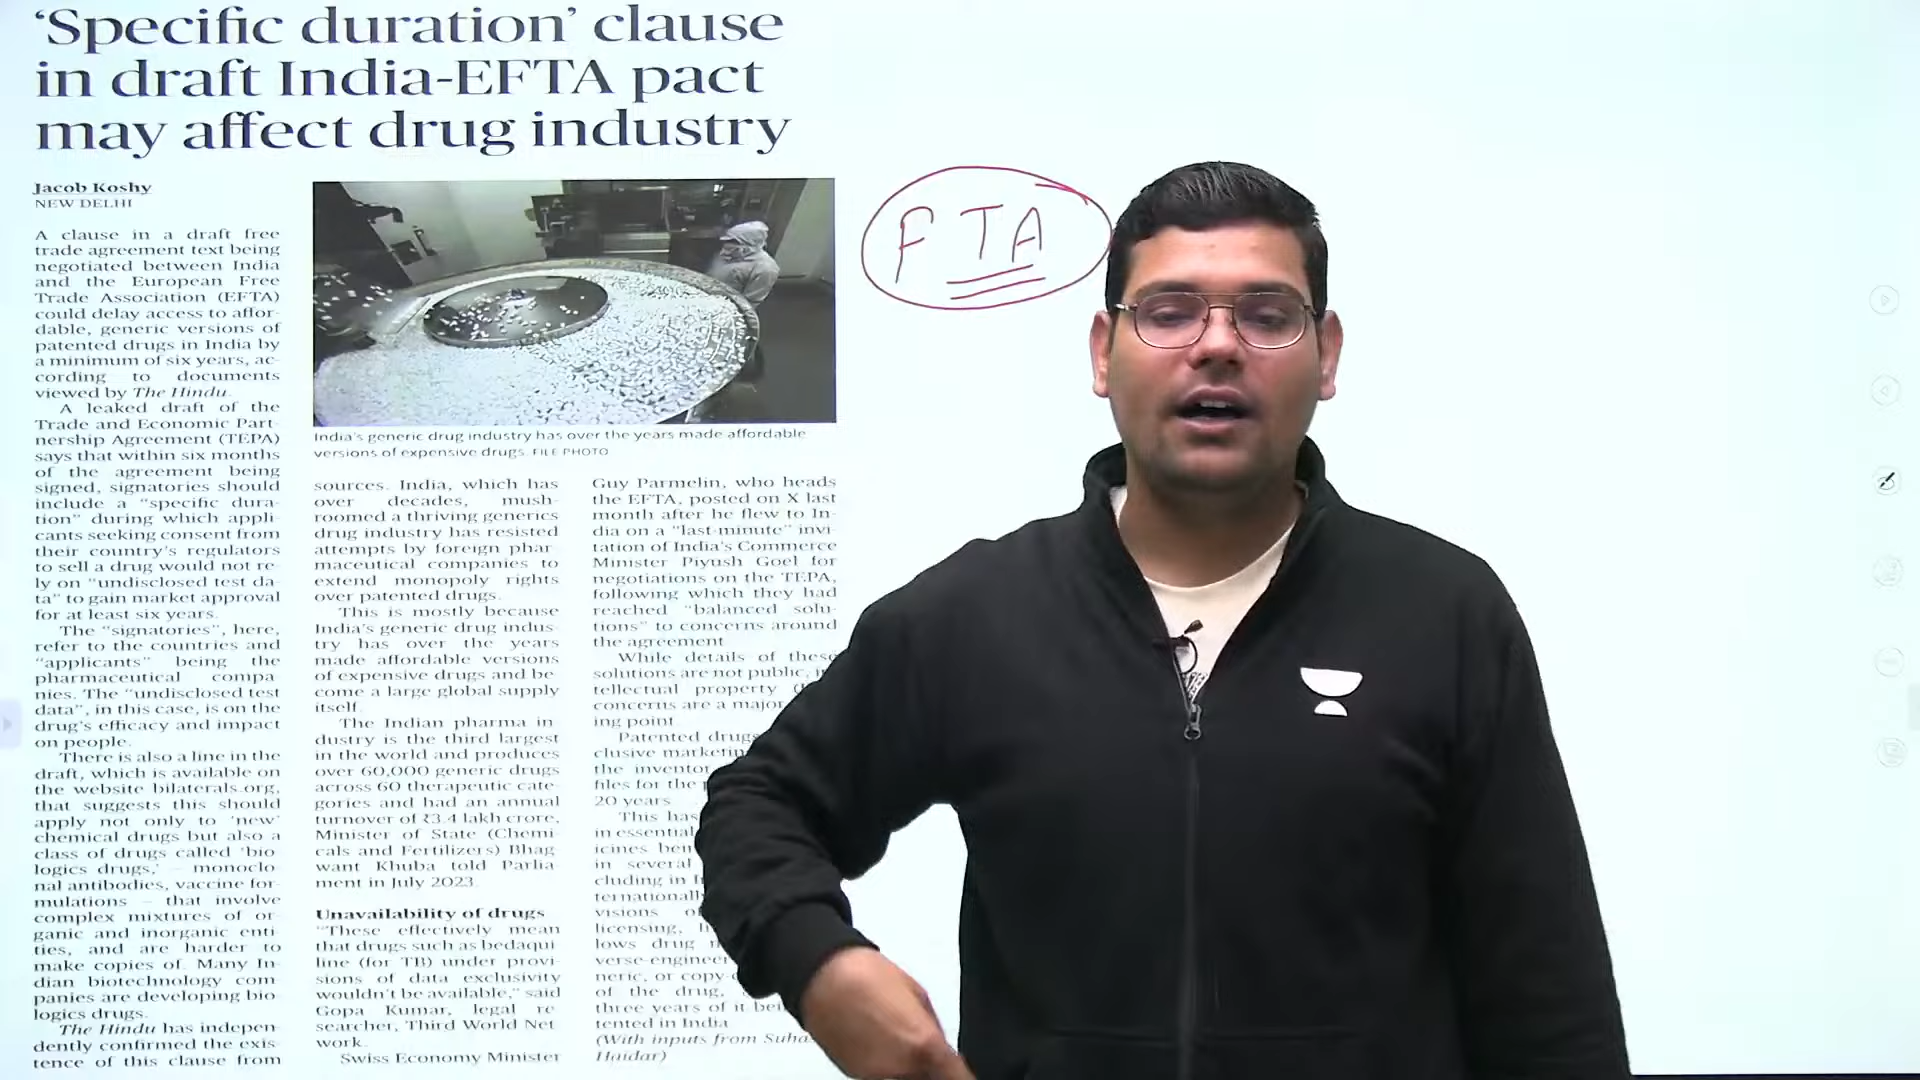 ‘Specific duration’ clause
in draft India-EFTA pact
may affect drug industry
Jacob Koshy
NEW DELHI
A clause in a draft free
trade agreement text being
negotiated between India
and the European Free
Trade Association (EFTA)
could delay access to affor-
dable, generic versions of
patented drugs in India by
a minimum of six years, ac-
cording to documents
viewed by The Hindu.
A leaked draft of the
Trade and Economic Part-
nership Agreement (TEPA)
says that within six months
of the agreement being
signed, signatories should
include a “specific dura-
tion” during which appli-
cants seeking consent from
their country’s regulators
to sell a drug would not re-
ly on “undisclosed test da-
ta” to gain market approval
for at least six years.
The “signatories”, here,
refer to the countries and
“applicants” being the
pharmaceutical compa-
nies. The “undisclosed test
data”, in this case, is on the
drug’s efficacy and impact
on people.
There is also a line in the
draft, which is available on
the website bilaterals.org,
that suggests this should
apply not only to ‘new’
chemical drugs but also a
class of drugs called ‘bio-
logics drugs,’ — monoclo-
nal antibodies, vaccine for-
mulations — that involve
complex mixtures of or-
ganic and inorganic enti-
ties, and are harder to
make copies of. Many In-
dian biotechnology com-
panies are developing bio-
logics drugs.
The Hindu has indepen-
dently confirmed the exis-
tence of this clause from
India’s generic drug industry has over the years made affordable
versions of expensive drugs. FILE PHOTO
sources. India, which has
over decades, mush-
roomed a thriving generics
drug industry has resisted
attempts by foreign phar-
maceutical companies to
extend monopoly rights
over patented drugs.
This is mostly because
India’s generic drug indus-
try has over the years
made affordable versions
of expensive drugs and be-
come a large global supply
itself.
The Indian pharma in-
dustry is the third largest
in the world and produces
over 60,000 generic drugs
across 60 therapeutic cate-
gories and had an annual
turnover of ₹3.4 lakh crore,
Minister of State (Chemi-
cals and Fertilizers) Bhag-
want Khuba told Parlia-
ment in July 2023.
Unavailability of drugs
“These effectively mean
that drugs such as bedaqui-
line (for TB) under provi-
sions of data exclusivity
wouldn’t be available,” said
Gopa Kumar, legal re-
searcher, Third World Net-
work.
Swiss Economy Minister
Guy Parmelin, who heads
the EFTA, posted on X last
month after he flew to In-
dia on a “last-minute” invi-
tation of India’s Commerce
Minister Piyush Goel for
negotiations on the TEPA,
following which they had
reached “balanced solu-
tions” to concerns around
the agreement.
While details of these
solutions are not public, in
tellectual property
concerns are a major
ing point.
Patented drugs
clusive marketin
the inventor
files for the
20 years
This has
in essential
icines bein
in several
cluding in
ternationall
visions
licensing,
lows drug
verse-engineer
neric, or copy-
of the drug,
three years of it bei
tented in India.
(With inputs from Suha
Haidar)
FTA